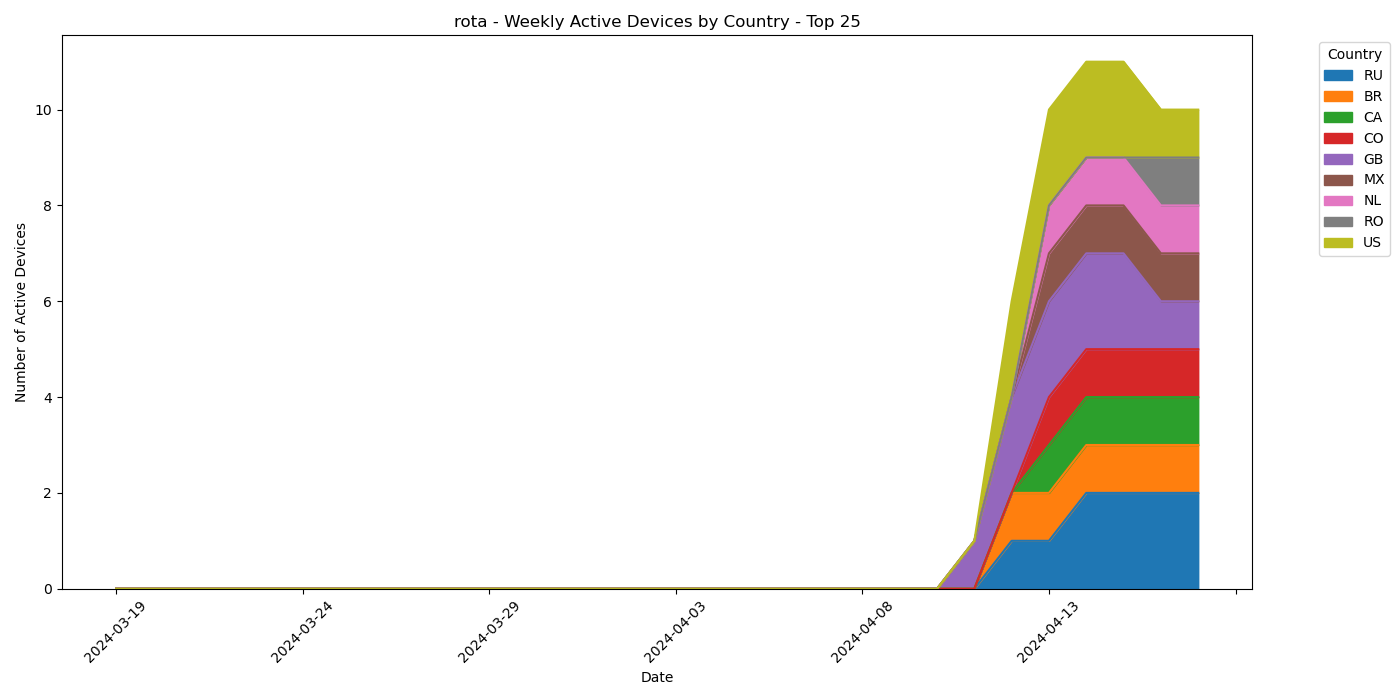 rota - Weekly Active Devices by Country - Top 25
Number of Active Devices
10
8
6
4
2
0
2024-03-19
2024-03-24
2024-03-29
2024-04-03
2024-04-08
2024-04-13
Date
Country
RU
BR
CA
CO
GB
MX
NL
RO
US